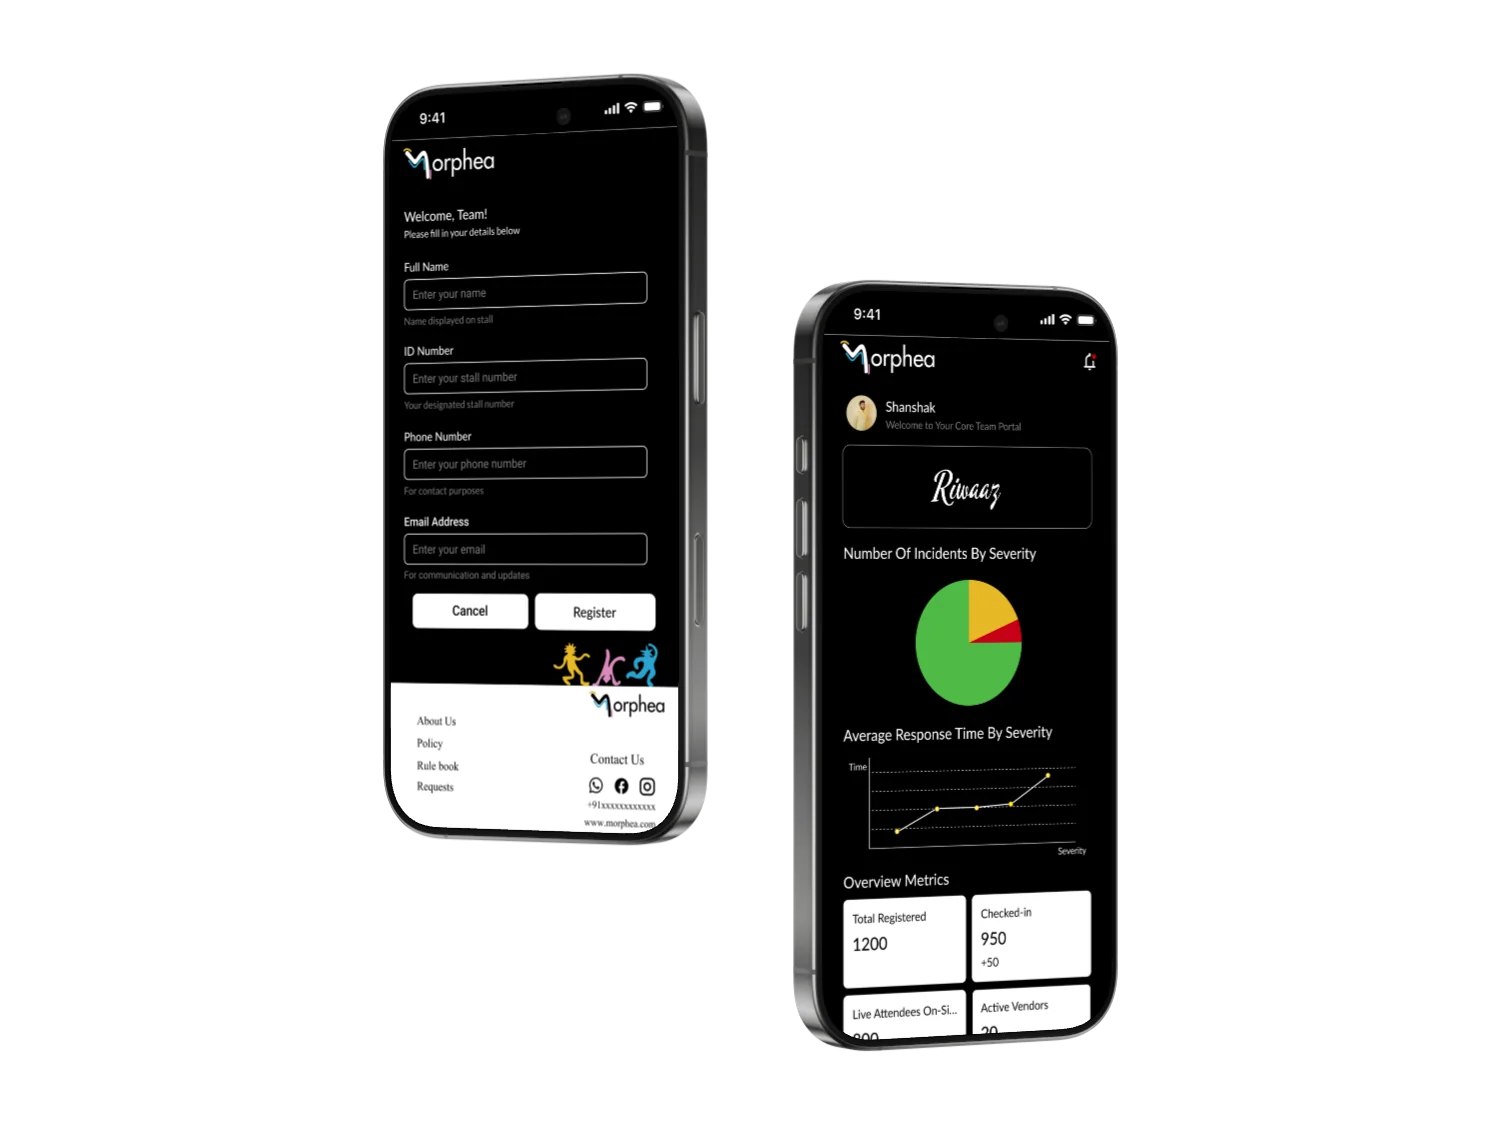 9:41
Morphea
Welcome, Team!
Please fill in your details below
Full Name
Enter your name
Name displayed on stall
ID Number
Enter your stall number
Your designated stall number
Phone Number
Enter your phone number
For contact purposes
Email Address
Enter your email
For communication and updates
Cancel Register
Morphea
About Us
Policy
Rule book
Requests
Contact Us
+91xxxxxxxxxxxx
www.morphea.com
9:41
Morphea
Shanshak
Welcome to Your Core Team Portal
Riwaaz
Number Of Incidents By Severity
Average Response Time By Severity
Time
Severity
Overview Metrics
Total Registered
1200
Checked-in
950
+50
Live Attendees On-Si...
Active Vendors
20